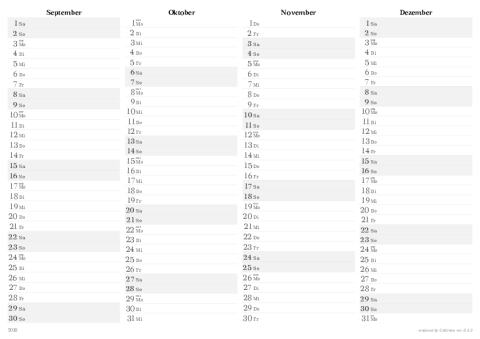 September
1 Sa
2 So
3 Mo
4 Di
5 Mi
6 Do
7 Fr
8 Sa
9 So
10 Mo
11 Di
12 Mi
13 Do
14 Fr
15 Sa
16 So
17 Mo
18 Di
19 Mi
20 Do
21 Fr
22 Sa
23 So
24 Mo
25 Di
26 Mi
27 Do
28 Fr
29 Sa
30 So
Oktober
1 Mo
2 Di
3 Mi
4 Do
5 Fr
6 Sa
7 So
8 Mo
9 Di
10 Mi
11 Do
12 Fr
13 Sa
14 So
15 Mo
16 Di
17 Mi
18 Do
19 Fr
20 Sa
21 So
22 Mo
23 Di
24 Mi
25 Do
26 Fr
27 Sa
28 So
29 Mo
30 Di
31 Mi
November
1 Do
2 Fr
3 Sa
4 So
5 Mo
6 Di
7 Mi
8 Do
9 Fr
10 Sa
11 So
12 Mo
13 Di
14 Mi
15 Do
16 Fr
17 Sa
18 So
19 Mo
20 Di
21 Mi
22 Do
23 Fr
24 Sa
25 So
26 Mo
27 Di
28 Mi
29 Do
30 Fr
Dezember
1 Sa
2 So
3 Mo
4 Di
5 Mi
6 Do
7 Fr
8 Sa
9 So
10 Mo
11 Di
12 Mi
13 Do
14 Fr
15 Sa
16 So
17 Mo
18 Di
19 Mi
20 Do
21 Fr
22 Sa
23 So
24 Mo
25 Di
26 Mi
27 Do
28 Fr
29 Sa
30 So
31 Mo